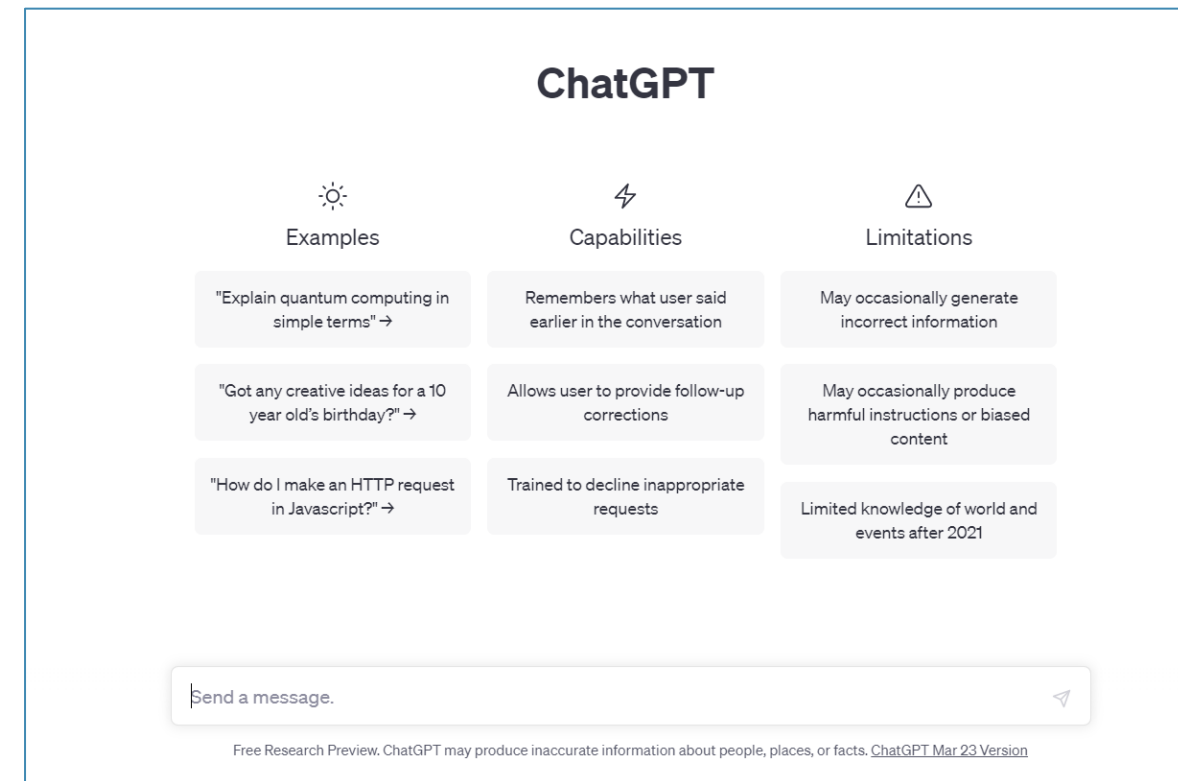 ChatGPT
Examples
"Explain quantum computing in
simple terms" →
"Got any creative ideas for a 10
year old's birthday?" →
"How do I make an HTTP request
in Javascript?" →
Capabilities
Remembers what user said
earlier in the conversation
Allows user to provide follow-up
corrections
Trained to decline inappropriate
requests
Limitations
May occasionally generate
incorrect information
May occasionally produce
harmful instructions or biased
content
Limited knowledge of world and
events after 2021
Send a message.
Free Research Preview. ChatGPT may produce inaccurate information about people, places, or facts. ChatGPT Mar 23 Version